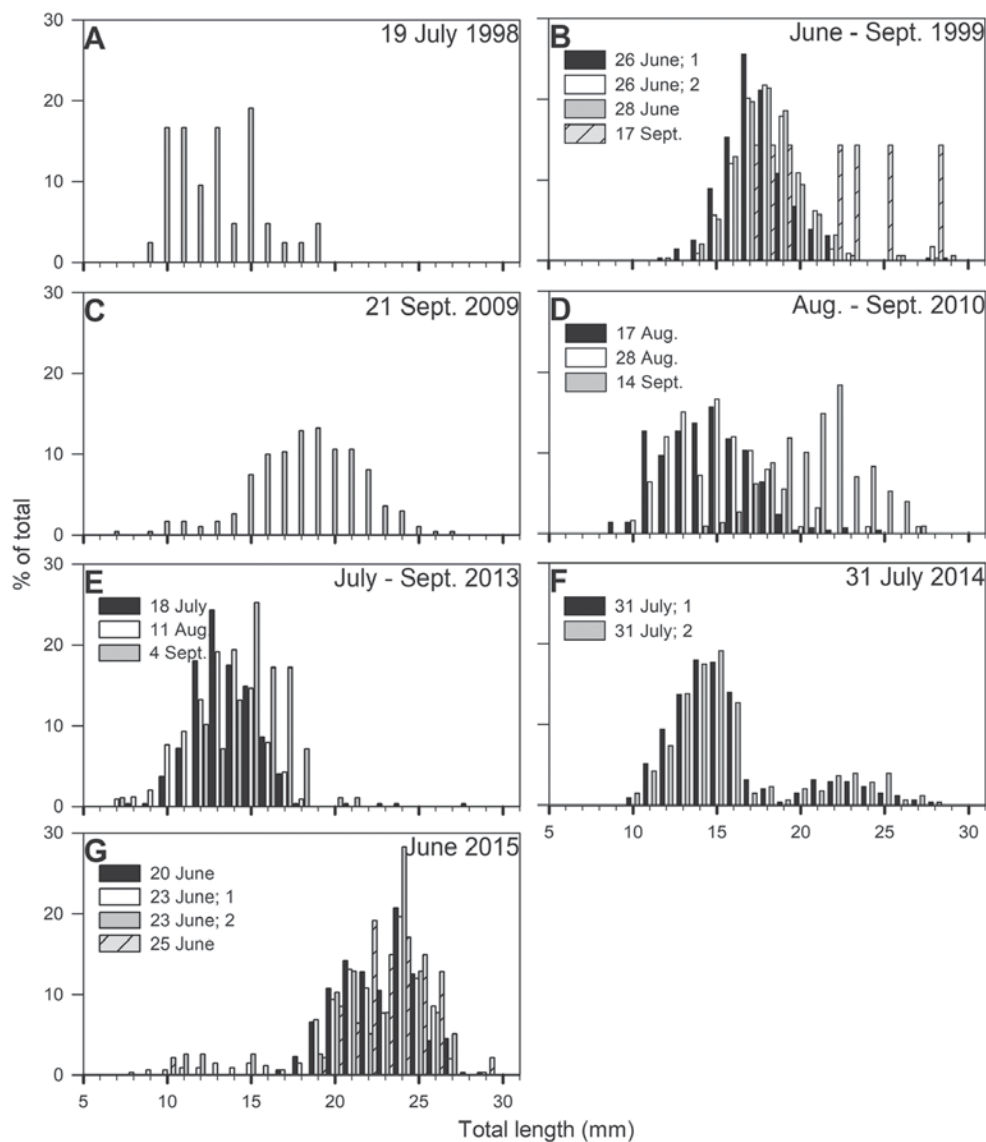 30
20
10
0
A
19 July 1998
B
June - Sept. 1999
26 June; 1
26 June; 2
28 June
17 Sept.
30
20
10
0
C
21 Sept. 2009
D
Aug. - Sept. 2010
17 Aug.
28 Aug.
14 Sept.
% of total
30
20
10
0
E
July - Sept. 2013
18 July
11 Aug.
4 Sept.
F
31 July 2014
31 July; 1
31 July; 2
5 10 15 20 25 30
30
20
10
0
G
June 2015
20 June
23 June; 1
23 June; 2
25 June
5 10 15 20 25 30
Total length (mm)